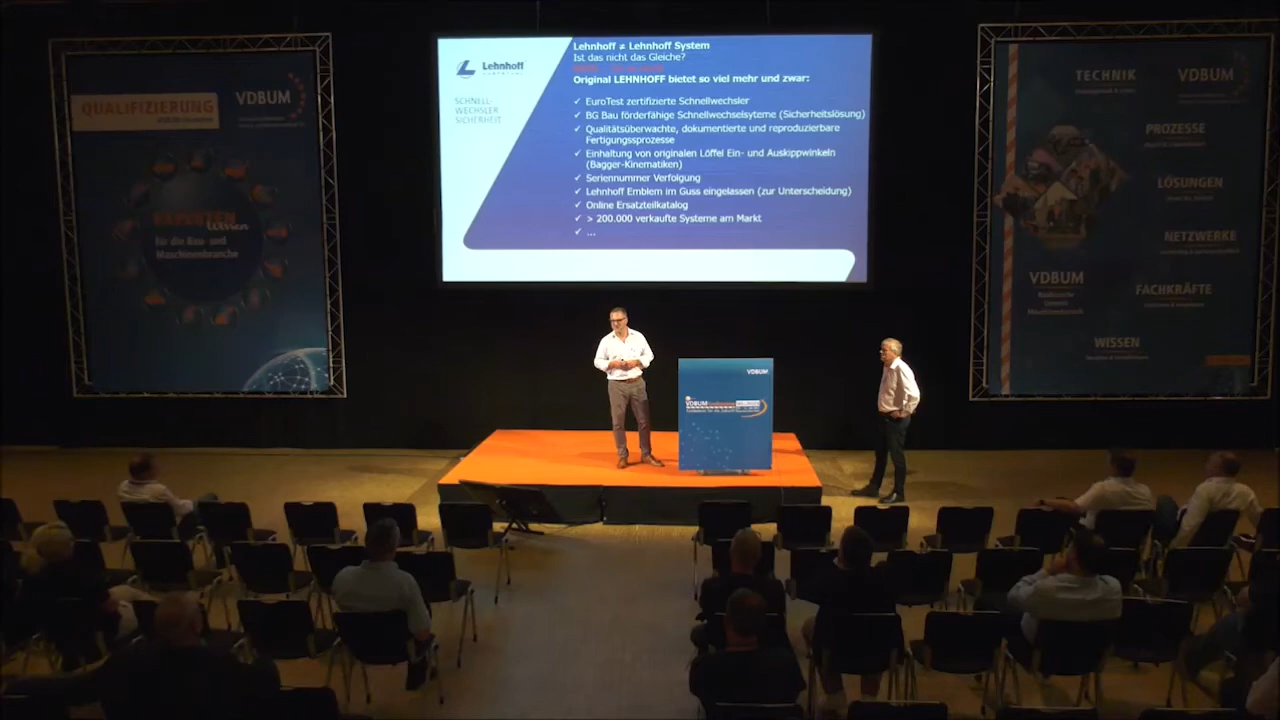 Lehnhoff ≠ Lehnhoff System
Ist das nicht das Gleiche?
Original LEHNHOFF bietet so viel mehr und zwar:
Lehnhoff
SCHNELL-
WECHSLER
SICHERHEIT
✓ EuroTest zertifizierte Schnellwechsler
✓ BG Bau förderfähige Schnellwechselsyteme (Sicherheitslösung)
✓ Qualitätsüberwachte, dokumentierte und reproduzierbare
Fertigungssprozesse
✓ Einhaltung von originalen Löffel Ein- und Auskippwinkeln
(Bagger-Kinematiken)
✓ Seriennummer Verfolgung
✓ Lehnhoff Emblem im Guss eingelassen (zur Unterscheidung)
✓ Online Ersatzteilkatalog
✓ > 200.000 verkaufte Systeme am Markt
✓ ...
QUALIFIZIERUNG
VDBUM
EXPERTEN
Wissen
für die Bau- und
Maschinenbranche
TECHNIK
VDBUM
PROZESSE
LÖSUNGEN
NETZWERKE
VDBUM
FACHKRÄFTE
WISSEN
VDBUM
VDBUM